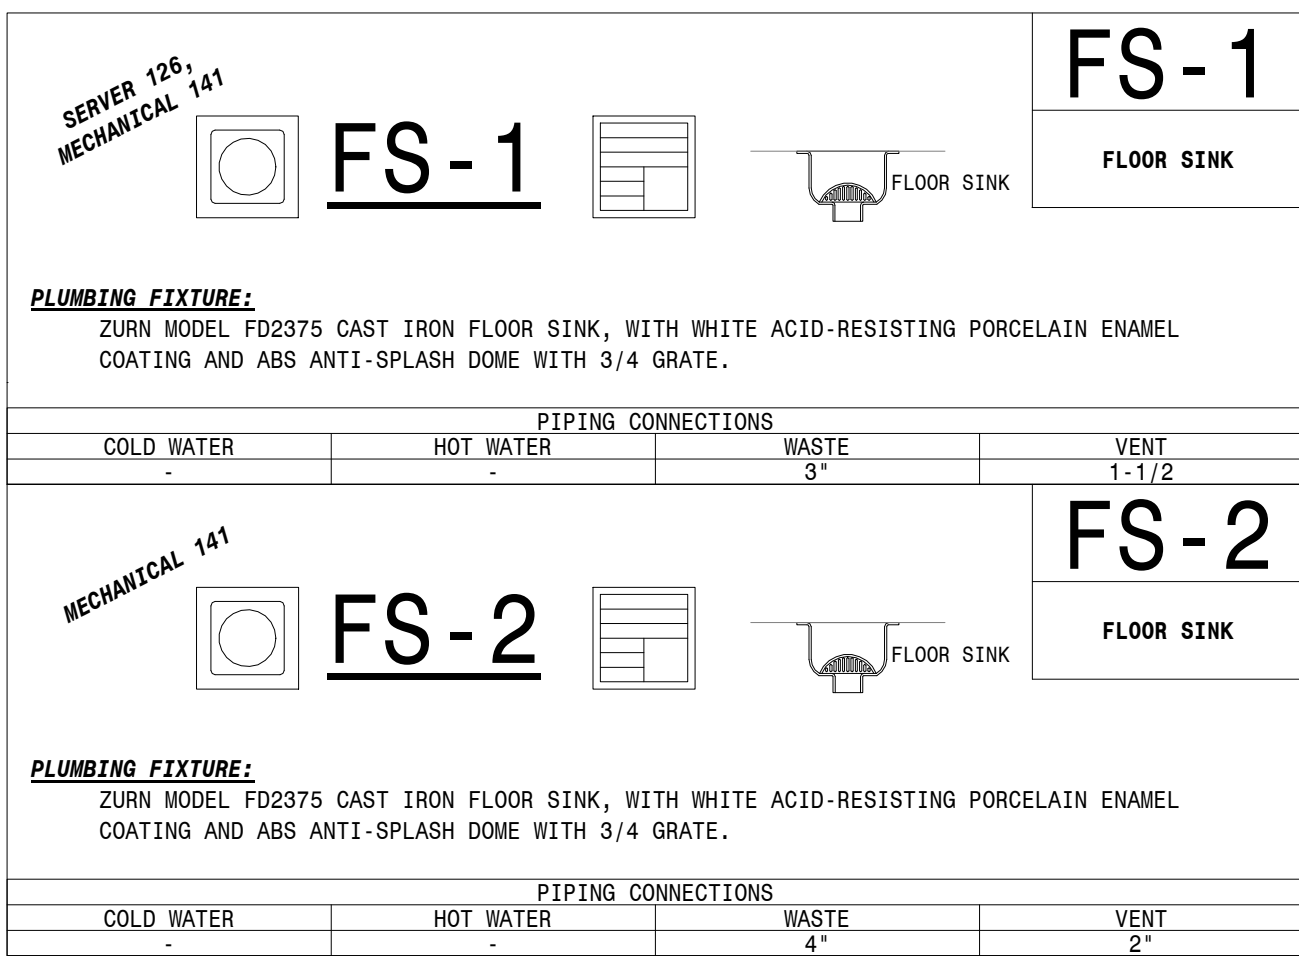 SERVER 126,
MECHANICAL 141
FS-1
FLOOR SINK
FS-1
FLOOR SINK
PLUMBING FIXTURE:
ZURN MODEL FD2375 CAST IRON FLOOR SINK, WITH WHITE ACID-RESISTING PORCELAIN ENAMEL
COATING AND ABS ANTI-SPLASH DOME WITH 3/4 GRATE.
PIPING CONNECTIONS
COLD WATER HOT WATER WASTE VENT
- - 3" 1-1/2
MECHANICAL 141
FS-2
FLOOR SINK
FS-2
FLOOR SINK
PLUMBING FIXTURE:
ZURN MODEL FD2375 CAST IRON FLOOR SINK, WITH WHITE ACID-RESISTING PORCELAIN ENAMEL
COATING AND ABS ANTI-SPLASH DOME WITH 3/4 GRATE.
PIPING CONNECTIONS
COLD WATER HOT WATER WASTE VENT
- - 4" 2"